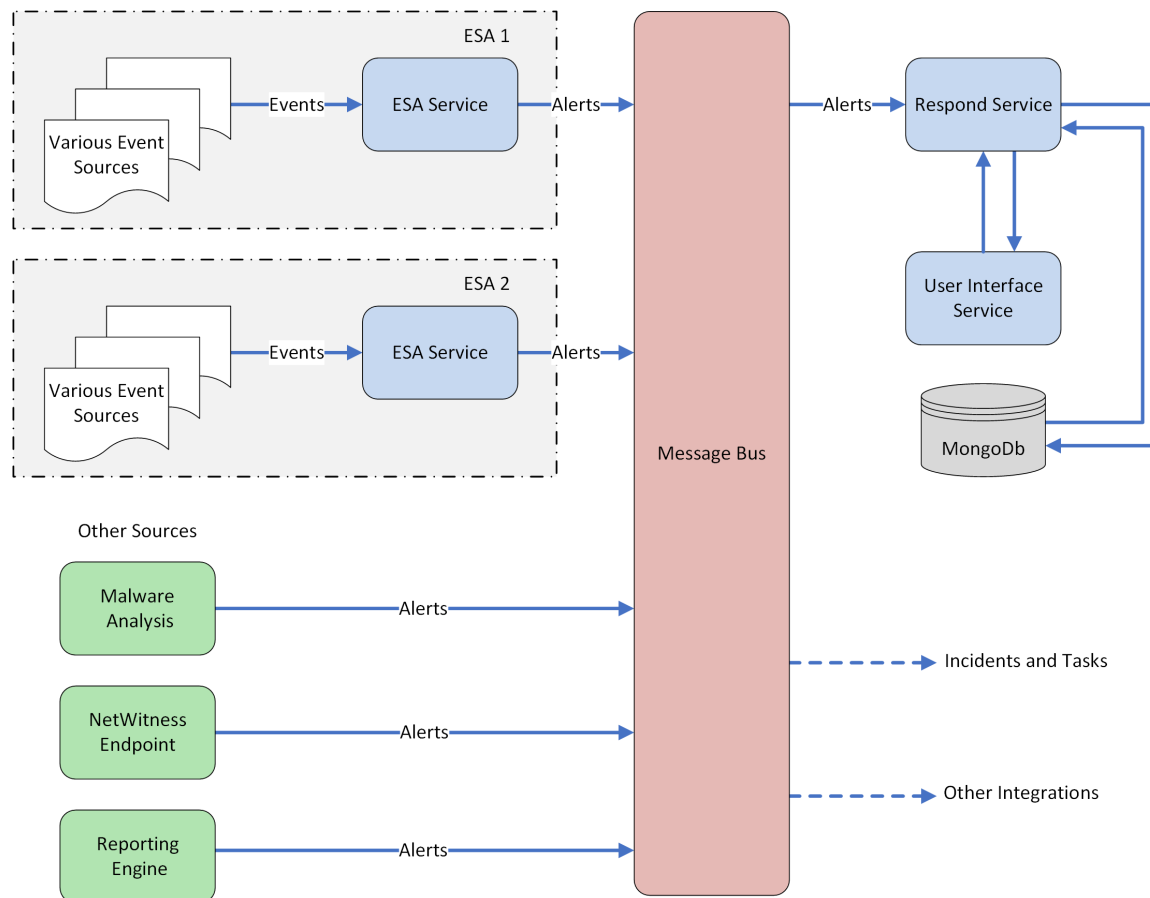 ESA 1
Various Event
Sources
Events
ESA Service
Alerts
Alerts
Respond Service
User Interface
Service
ESA 2
Various Event
Sources
Events
ESA Service
Alerts
Message Bus
MongoDb
Other Sources
Malware
Analysis
Alerts
Incidents and Tasks
NetWitness
Endpoint
Alerts
Other Integrations
Reporting
Engine
Alerts